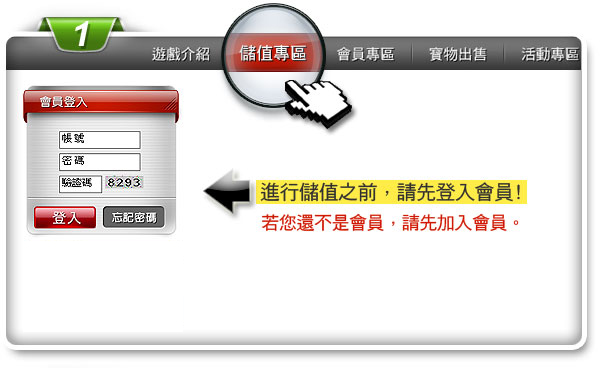 1
遊戲介紹 儲值專區 會員專區 寶物出售 活動專區
會員登入
帳號
密碼
驗證碼 8293
登入 忘記密碼
進行儲值之前，請先登入會員！
若您還不是會員，請先加入會員。